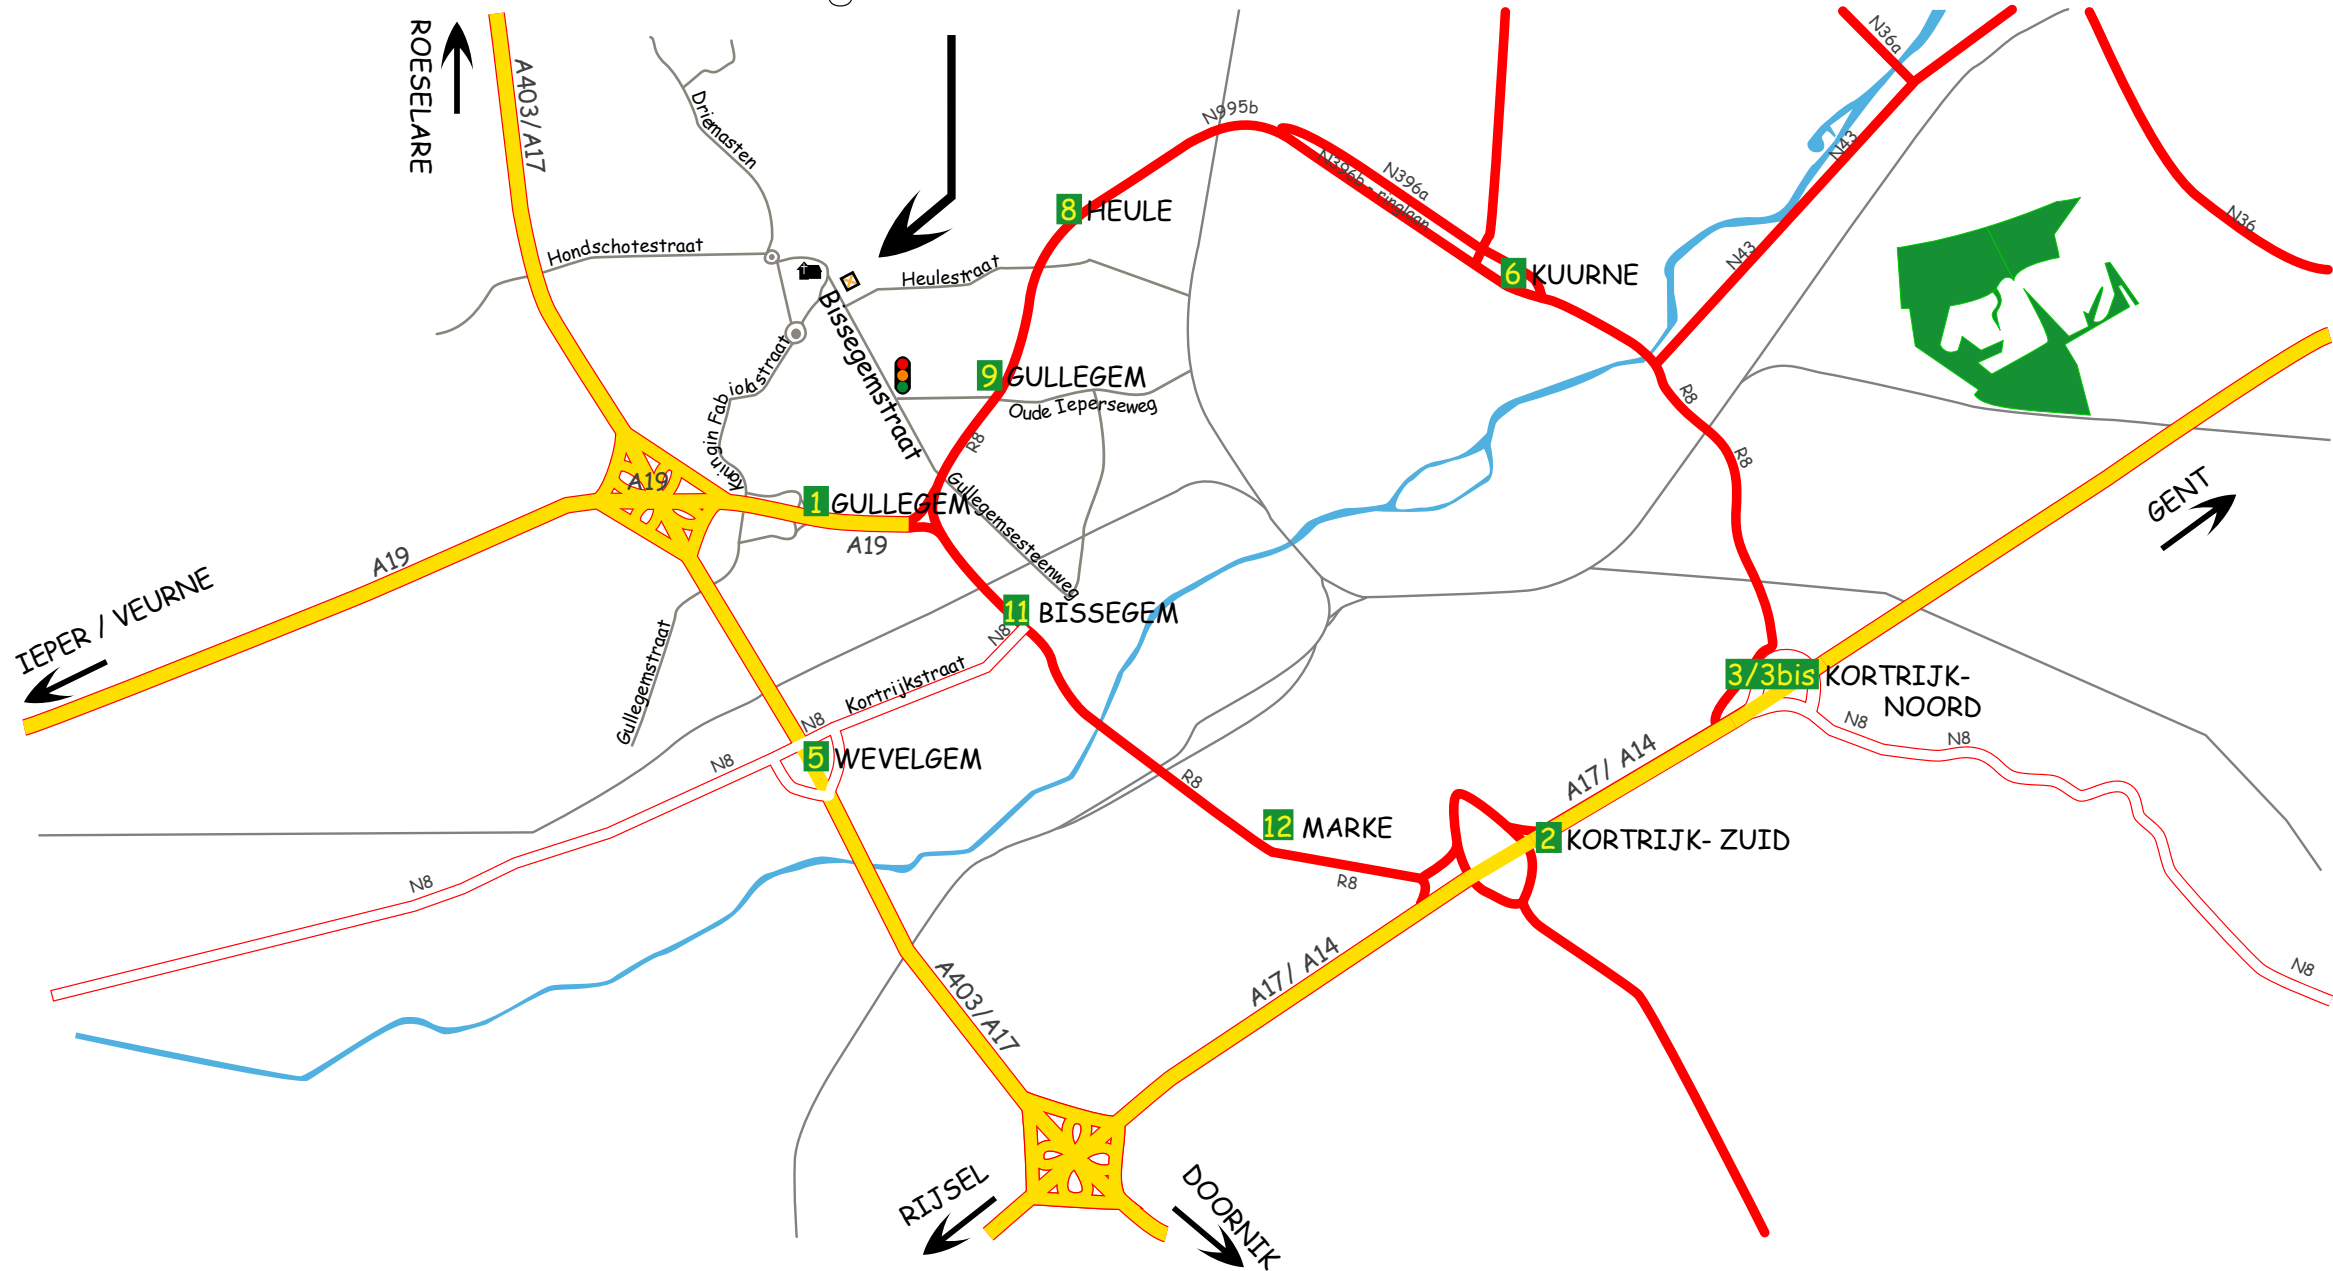 ROESELARE
A403/A17
Driemasten
N995b
N36a
N43
N36
N396a
N396b - ringlaan
8 HEULE
Hondschotestraat
Heulestraat
N43
6 KUURNE
Bissegemstraat
9 GULLEGEM
Oude Ieperseweg
R8
R8
R8
Koningin Fabiolastraat
A19
1 GULLEGEM
A19
Gullegemsesteenweg
GENT
A19
IEPER / VEURNE
11 BISSEGEM
N8
Gullegemstraat
Kortrijkstraat
3/3bis KORTRIJK-
NOORD
N8
N8
N8
N8
5 WEVELGEM
R8
A17/ A14
12 MARKE
2 KORTRIJK- ZUID
R8
N8
N8
A403/A17
A17/ A14
RIJSEL
DOORNIK